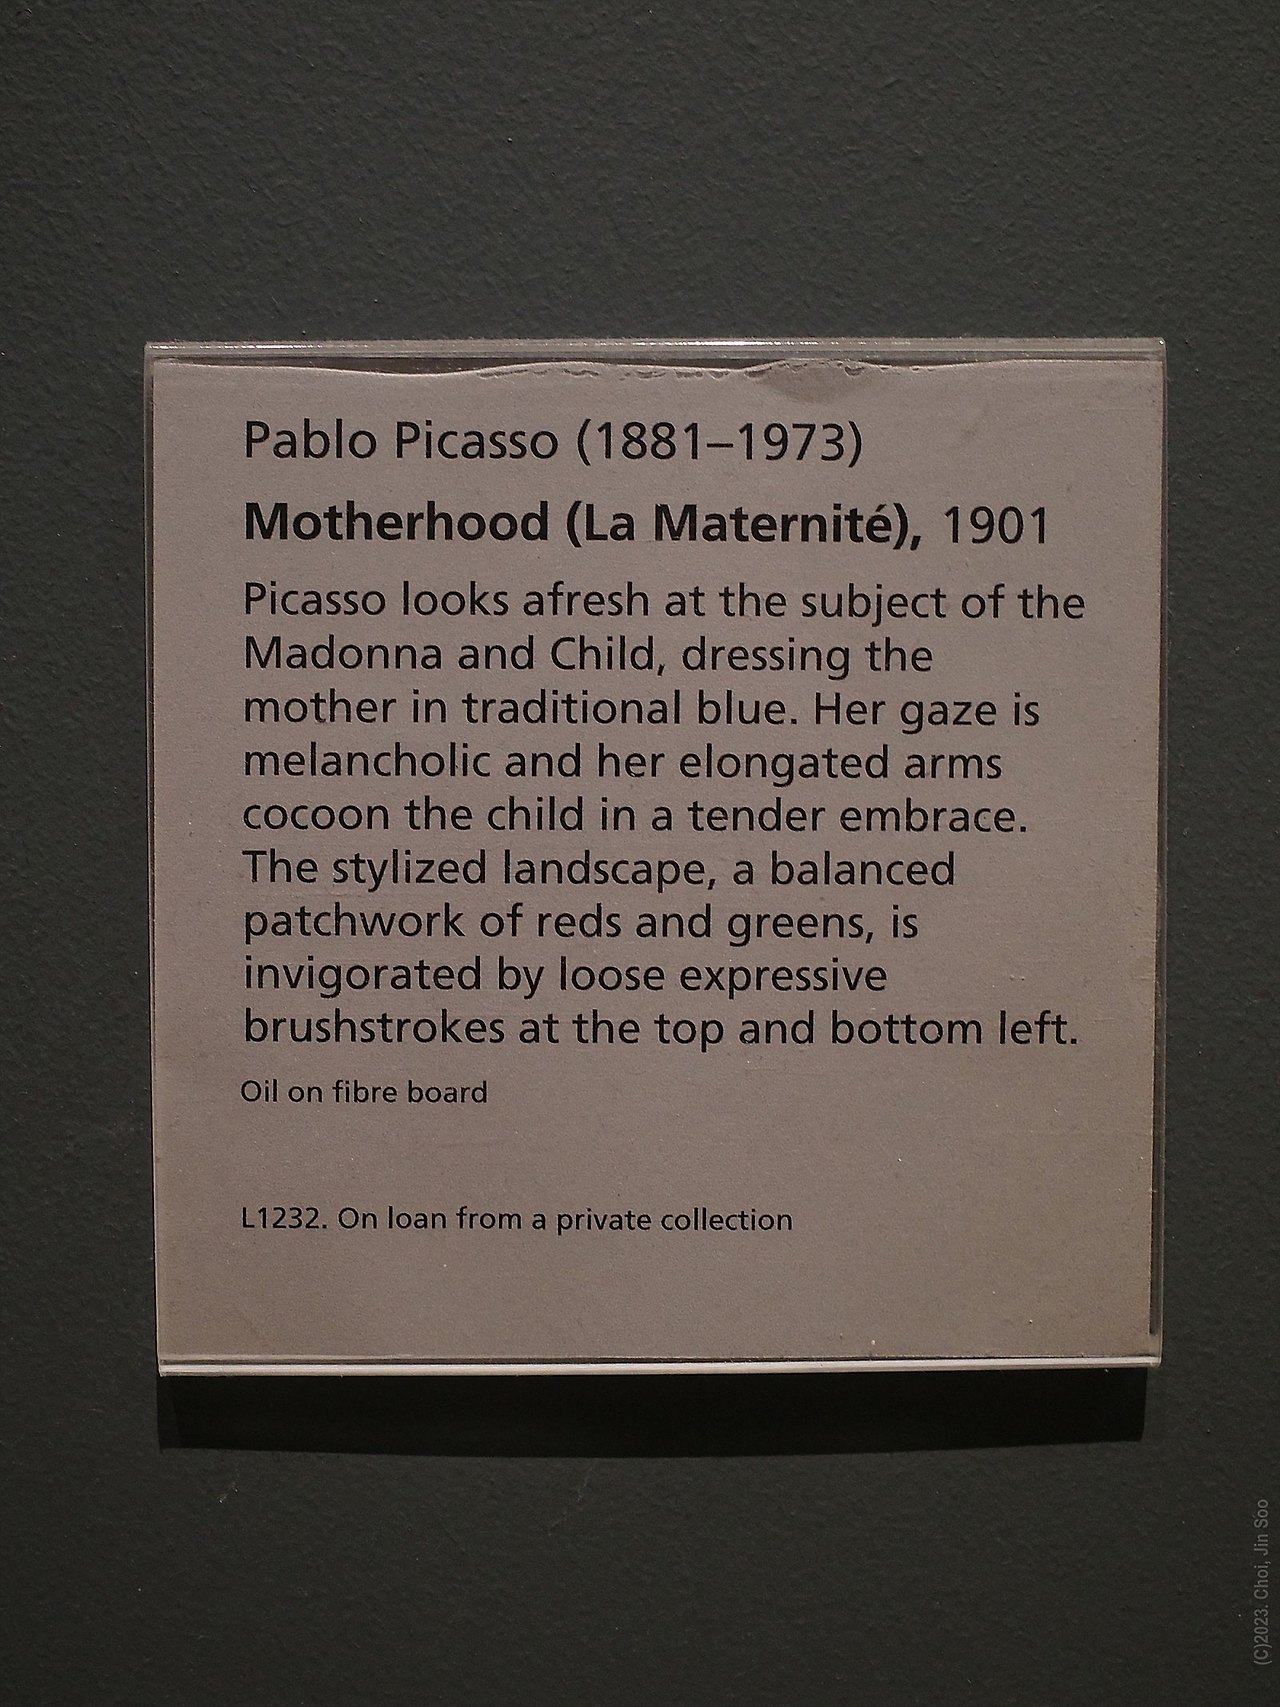 Pablo Picasso (1881–1973)
Motherhood (La Maternité), 1901
Picasso looks afresh at the subject of the
Madonna and Child, dressing the
mother in traditional blue. Her gaze is
melancholic and her elongated arms
cocoon the child in a tender embrace.
The stylized landscape, a balanced
patchwork of reds and greens, is
invigorated by loose expressive
brushstrokes at the top and bottom left.
Oil on fibre board
L1232. On loan from a private collection
(C)2023. Choi, Jin Soo